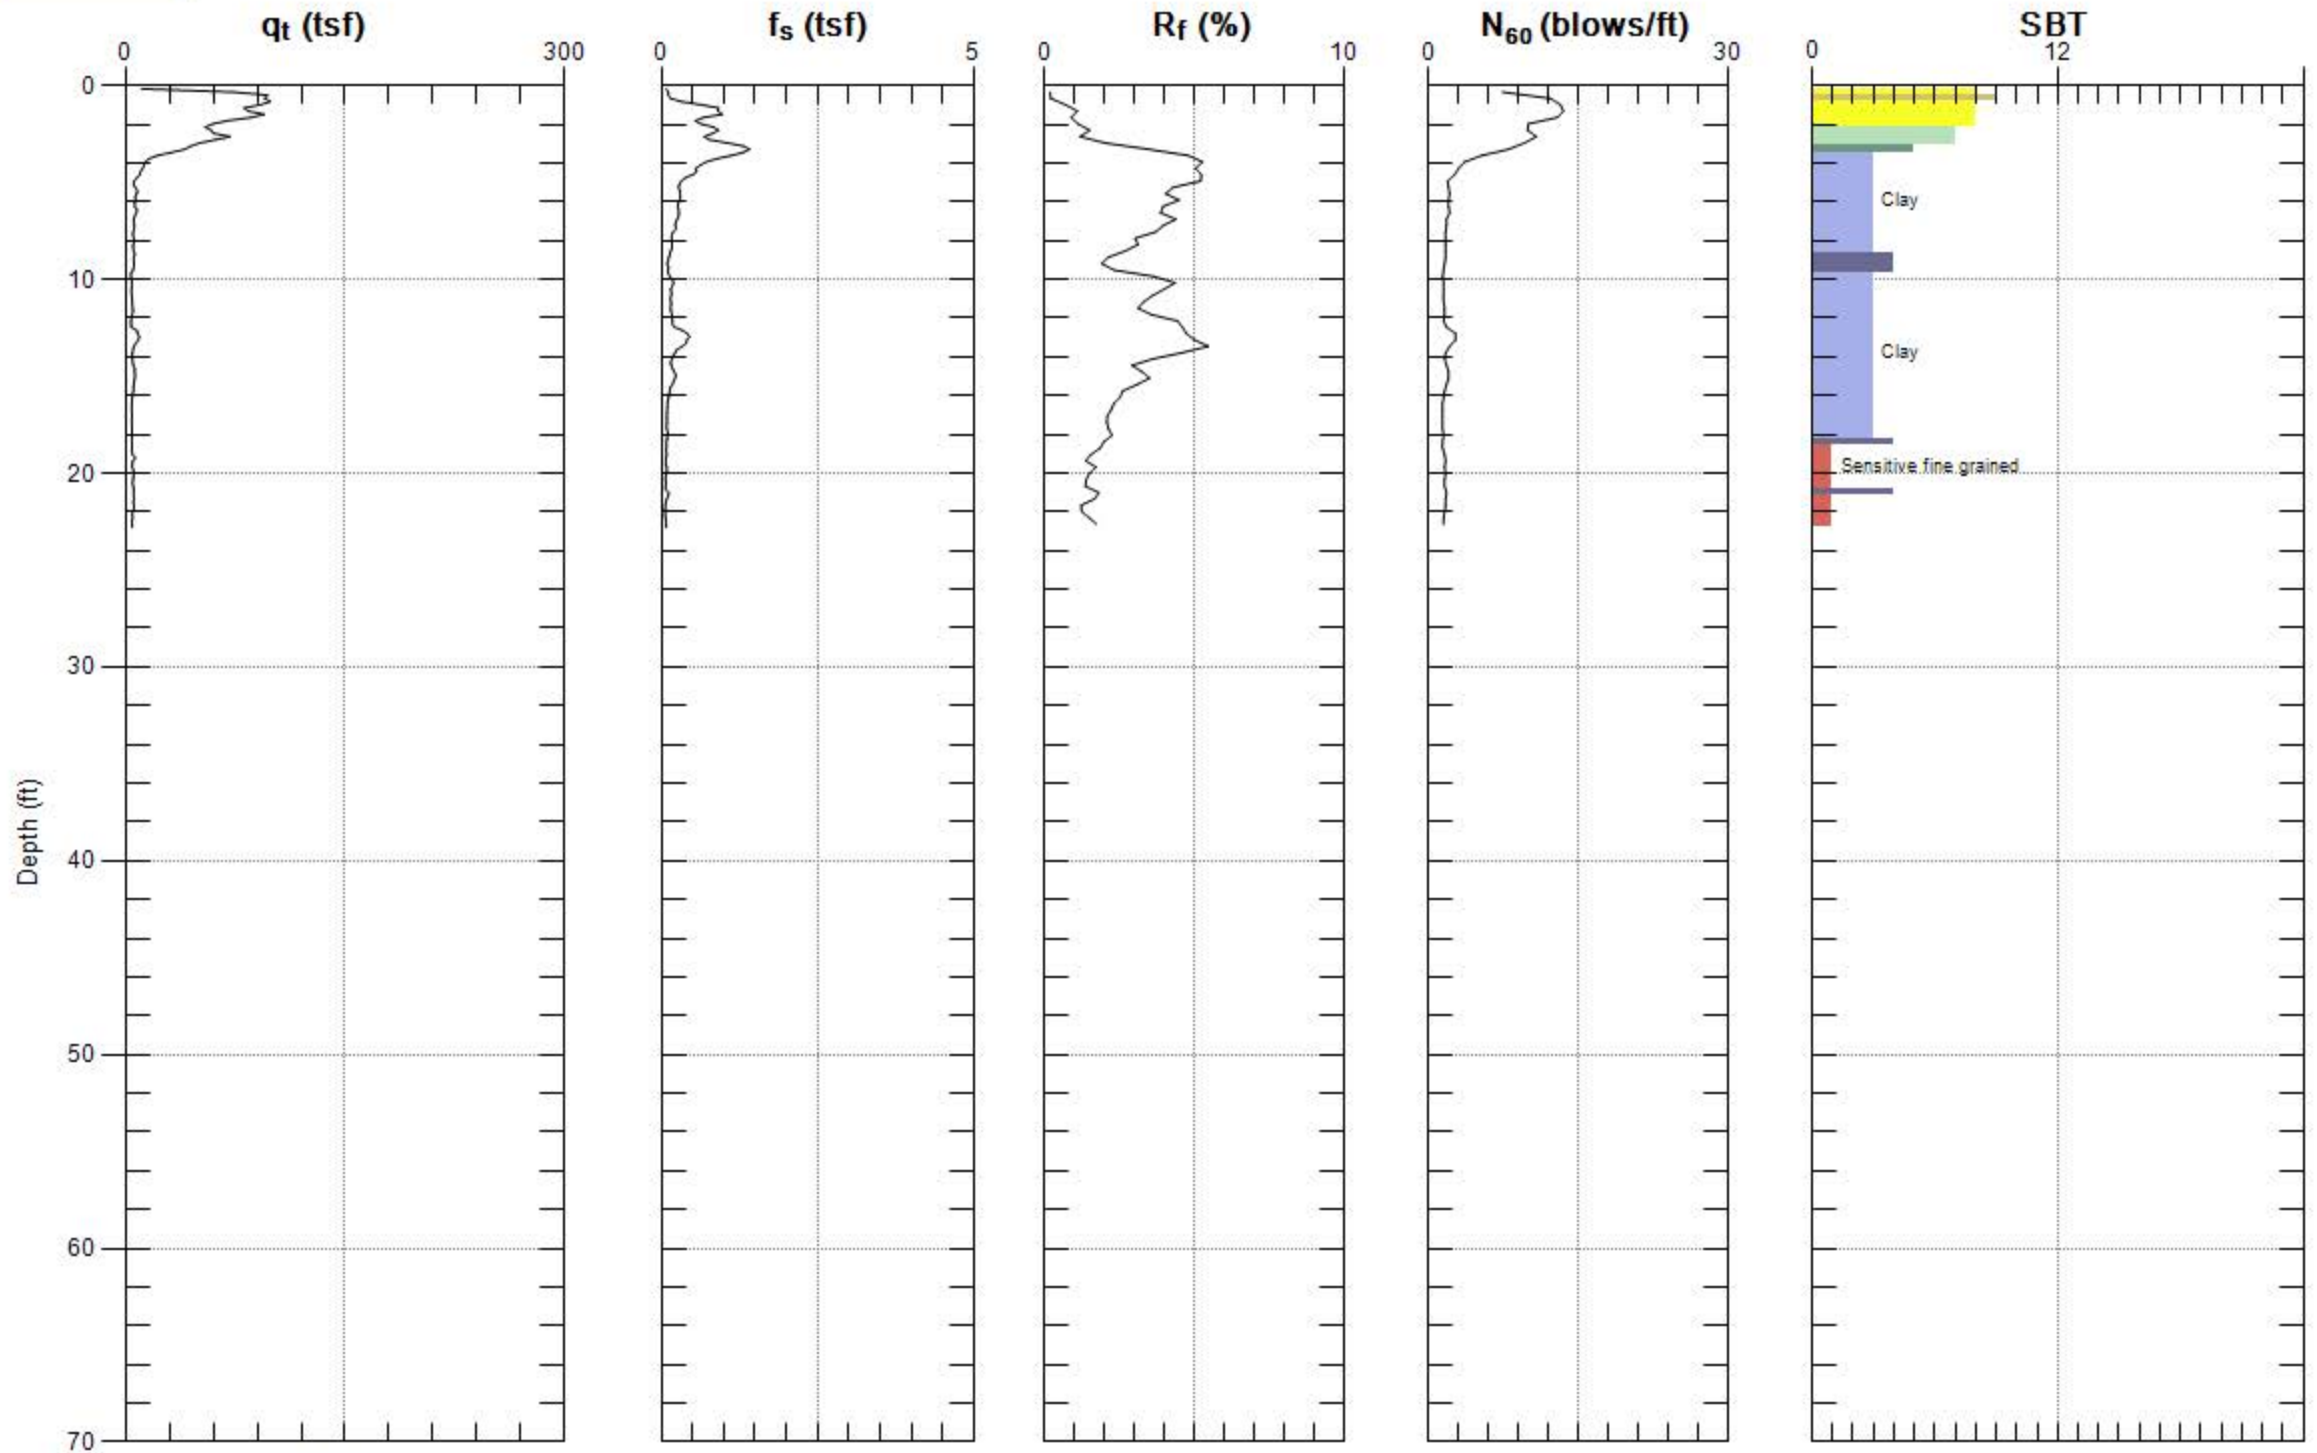 qt (tsf) fs (tsf) Rf (%) N60 (blows/ft) SBT
0 300 0 5 0 10 0 30 0 12
0
Clay
10
Clay
Sensitive fine grained
20
30
Depth (ft)
40
50
60
70